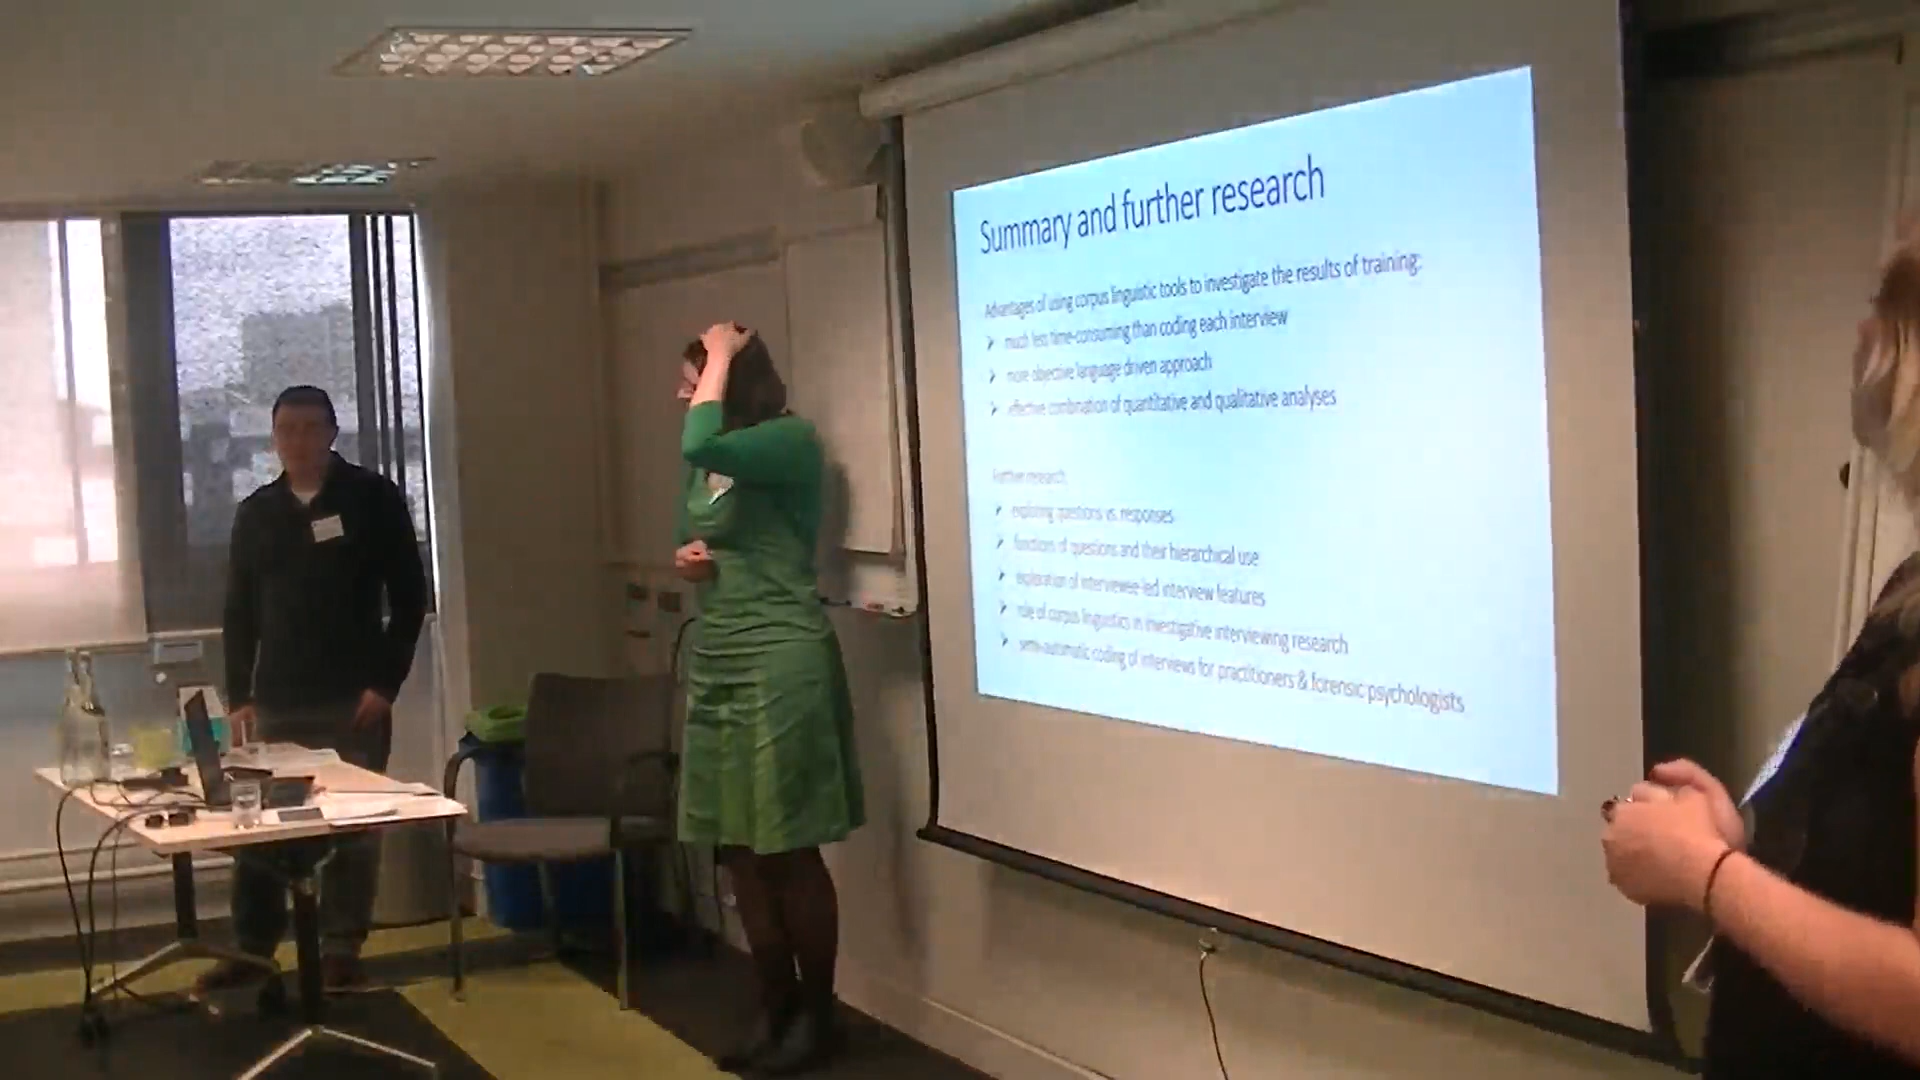 Summary and further research
Advantages of using corpus linguistic tools to investigate the results of training:
much less time-consuming than coding each interview
more objective language driven approach
effective combination of quantitative and qualitative analyses
Further research:
exploring questions vs. responses
functions of questions and their hierarchical use
exploration of interviewee-led interview features
role of corpus linguistics in investigative interviewing research
semi-automatic coding of interviews for practitioners & forensic psychologists